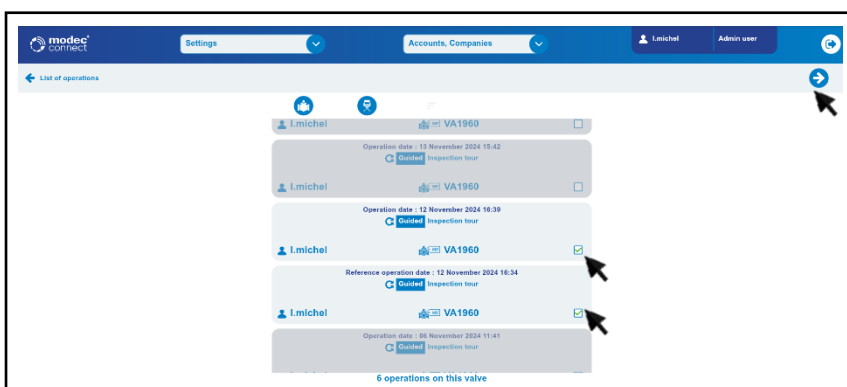 modec
connect
Settings
Accounts, Companies
l.michel
Admin user
List of operations
l.michel VA1960
Operation date : 13 November 2024 15:42
Guided Inspection tour
l.michel VA1960
Operation date : 12 November 2024 16:39
Guided Inspection tour
l.michel VA1960
Reference operation date : 12 November 2024 16:34
Guided Inspection tour
l.michel VA1960
Operation date : 06 November 2024 11:41
Guided Inspection tour
6 operations on this valve